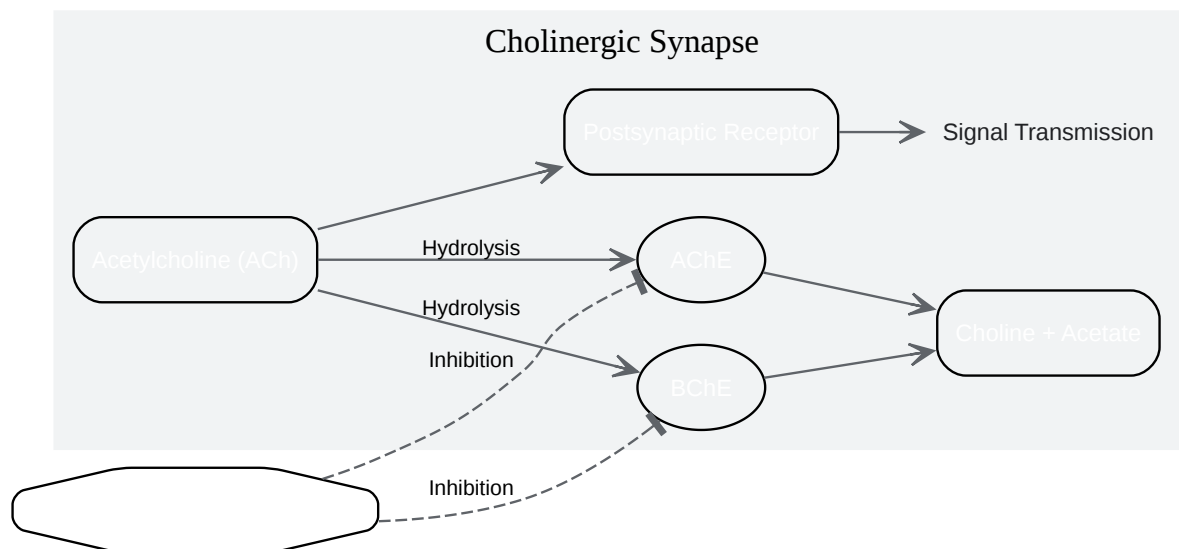 Cholinergic Synapse
Postsynaptic Receptor
Signal Transmission
Acetylcholine (ACh)
Hydrolysis
AChE
Hydrolysis
Choline + Acetate
Inhibition
BChE
Inhibition